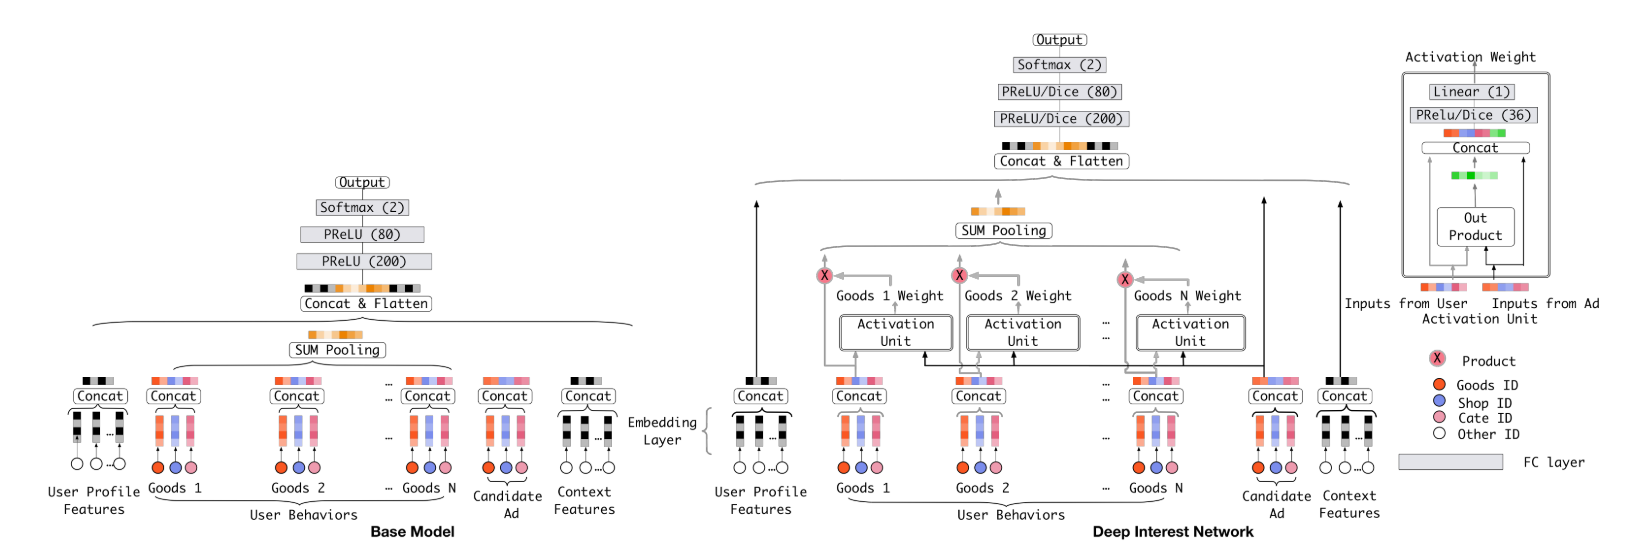 Output
Softmax (2)
PReLU (80)
PReLU (200)
Concat & Flatten
SUM Pooling
...
Concat
Concat
Concat
...
Concat
Concat
Concat
...
...
...
User Profile
Features
Goods 1
Goods 2
...
Goods N
Candidate
Ad
Context
Features
User Behaviors
Base Model
Output
Softmax (2)
PReLU/Dice (80)
PReLU/Dice (200)
Concat & Flatten
SUM Pooling
X
X
X
Goods 1 Weight
Goods 2 Weight
Goods N Weight
Activation
Unit
Activation
Unit
...
...
Activation
Unit
...
Concat
Concat
Concat
...
Concat
Concat
Concat
Embedding
Layer
...
...
...
User Profile
Features
Goods 1
Goods 2
...
Goods N
Candidate
Ad
Context
Features
User Behaviors
Deep Interest Network
Activation Weight
Linear (1)
PRelu/Dice (36)
Concat
Out
Product
Inputs from User
Inputs from Ad
Activation Unit
X
Product
Goods ID
Shop ID
Cate ID
Other ID
FC layer